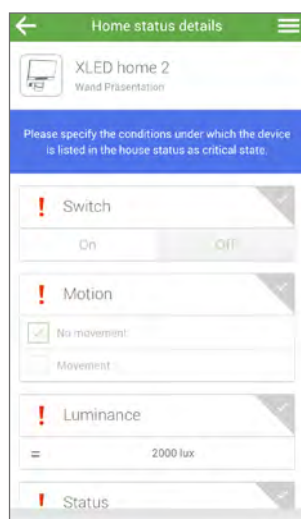 Home status details
XLED home 2
Wand Präsentation
Please specify the conditions under which the device
is listed in the house status as critical state.
! Switch
On Off
! Motion
No movement
Movement
! Luminance
= 2000 lux
! Status